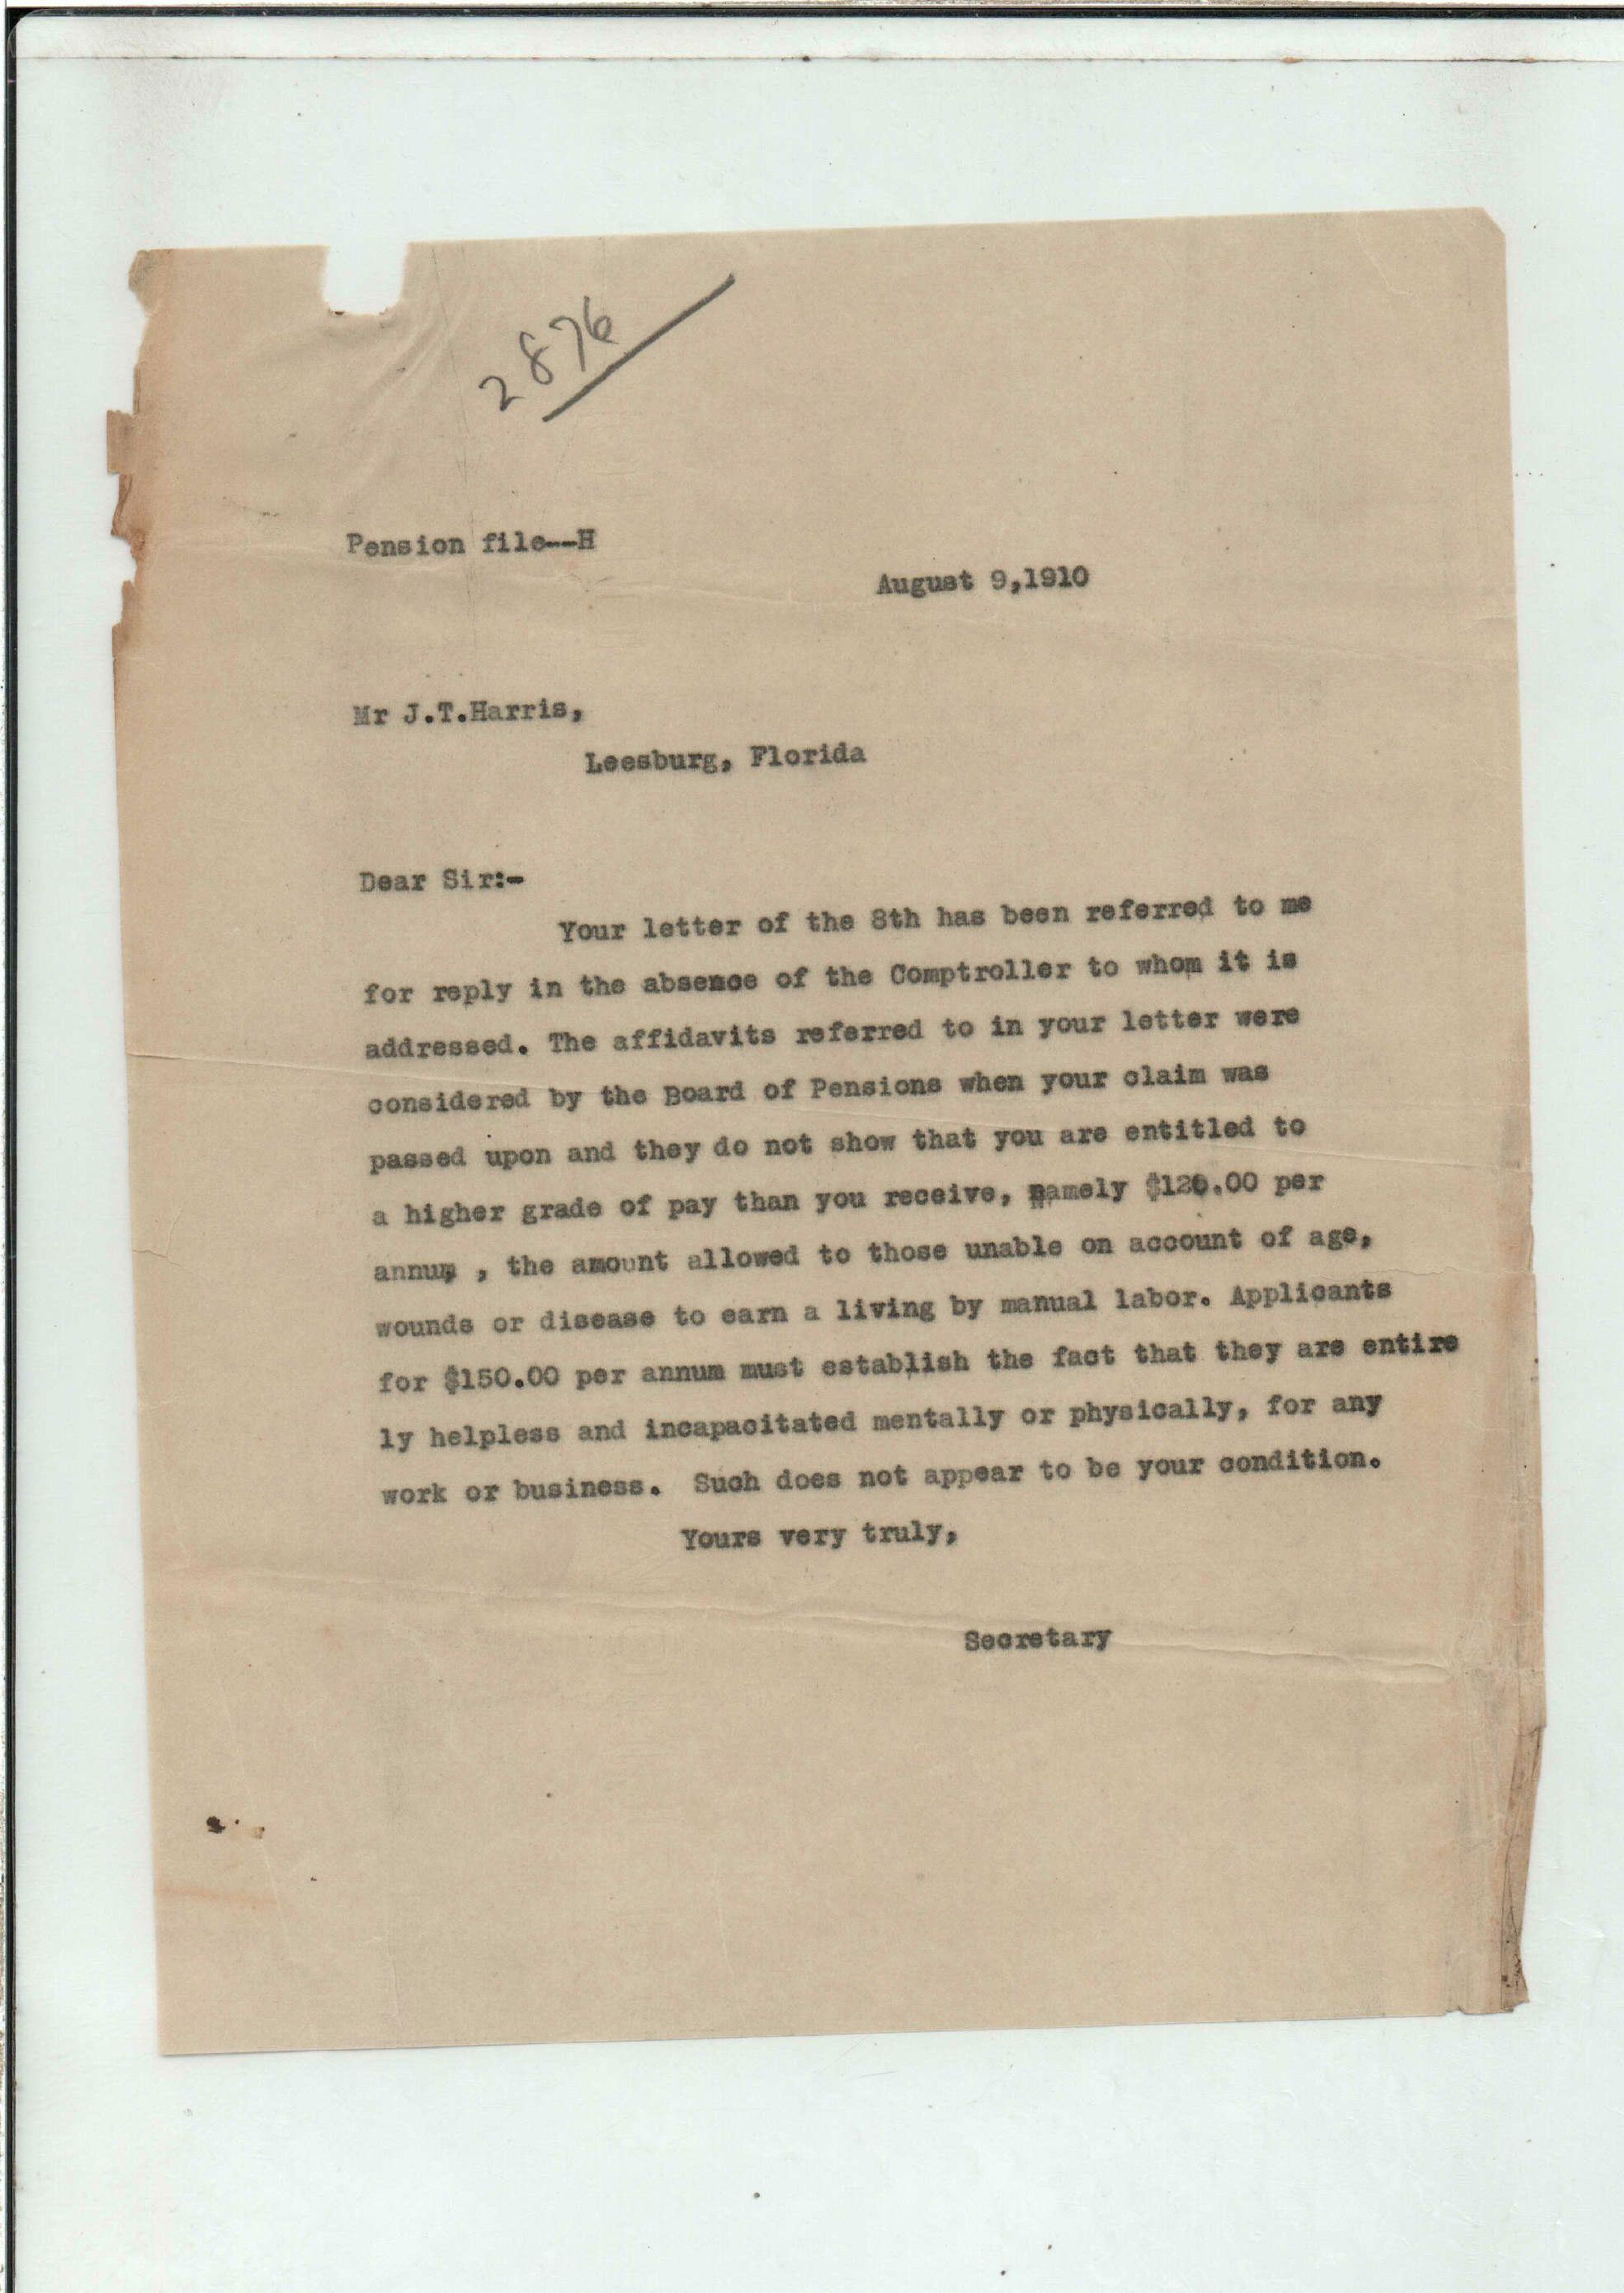 2876
Pension file--H
August 9,1910
Mr J.T.Harris,
Leesburg, Florida
Dear Sir:-
Your letter of the 8th has been referred to me
for reply in the absence of the Comptroller to whom it is
addressed. The affidavits referred to in your letter were
considered by the Board of Pensions when your claim was
passed upon and they do not show that you are entitled to
a higher grade of pay than you receive, namely $120.00 per
annum , the amount allowed to those unable on account of age,
wounds or disease to earn a living by manual labor. Applicants
for $150.00 per annum must establish the fact that they are entire
ly helpless and incapacitated mentally or physically, for any
work or business. Such does not appear to be your condition.
Yours very truly,
Secretary